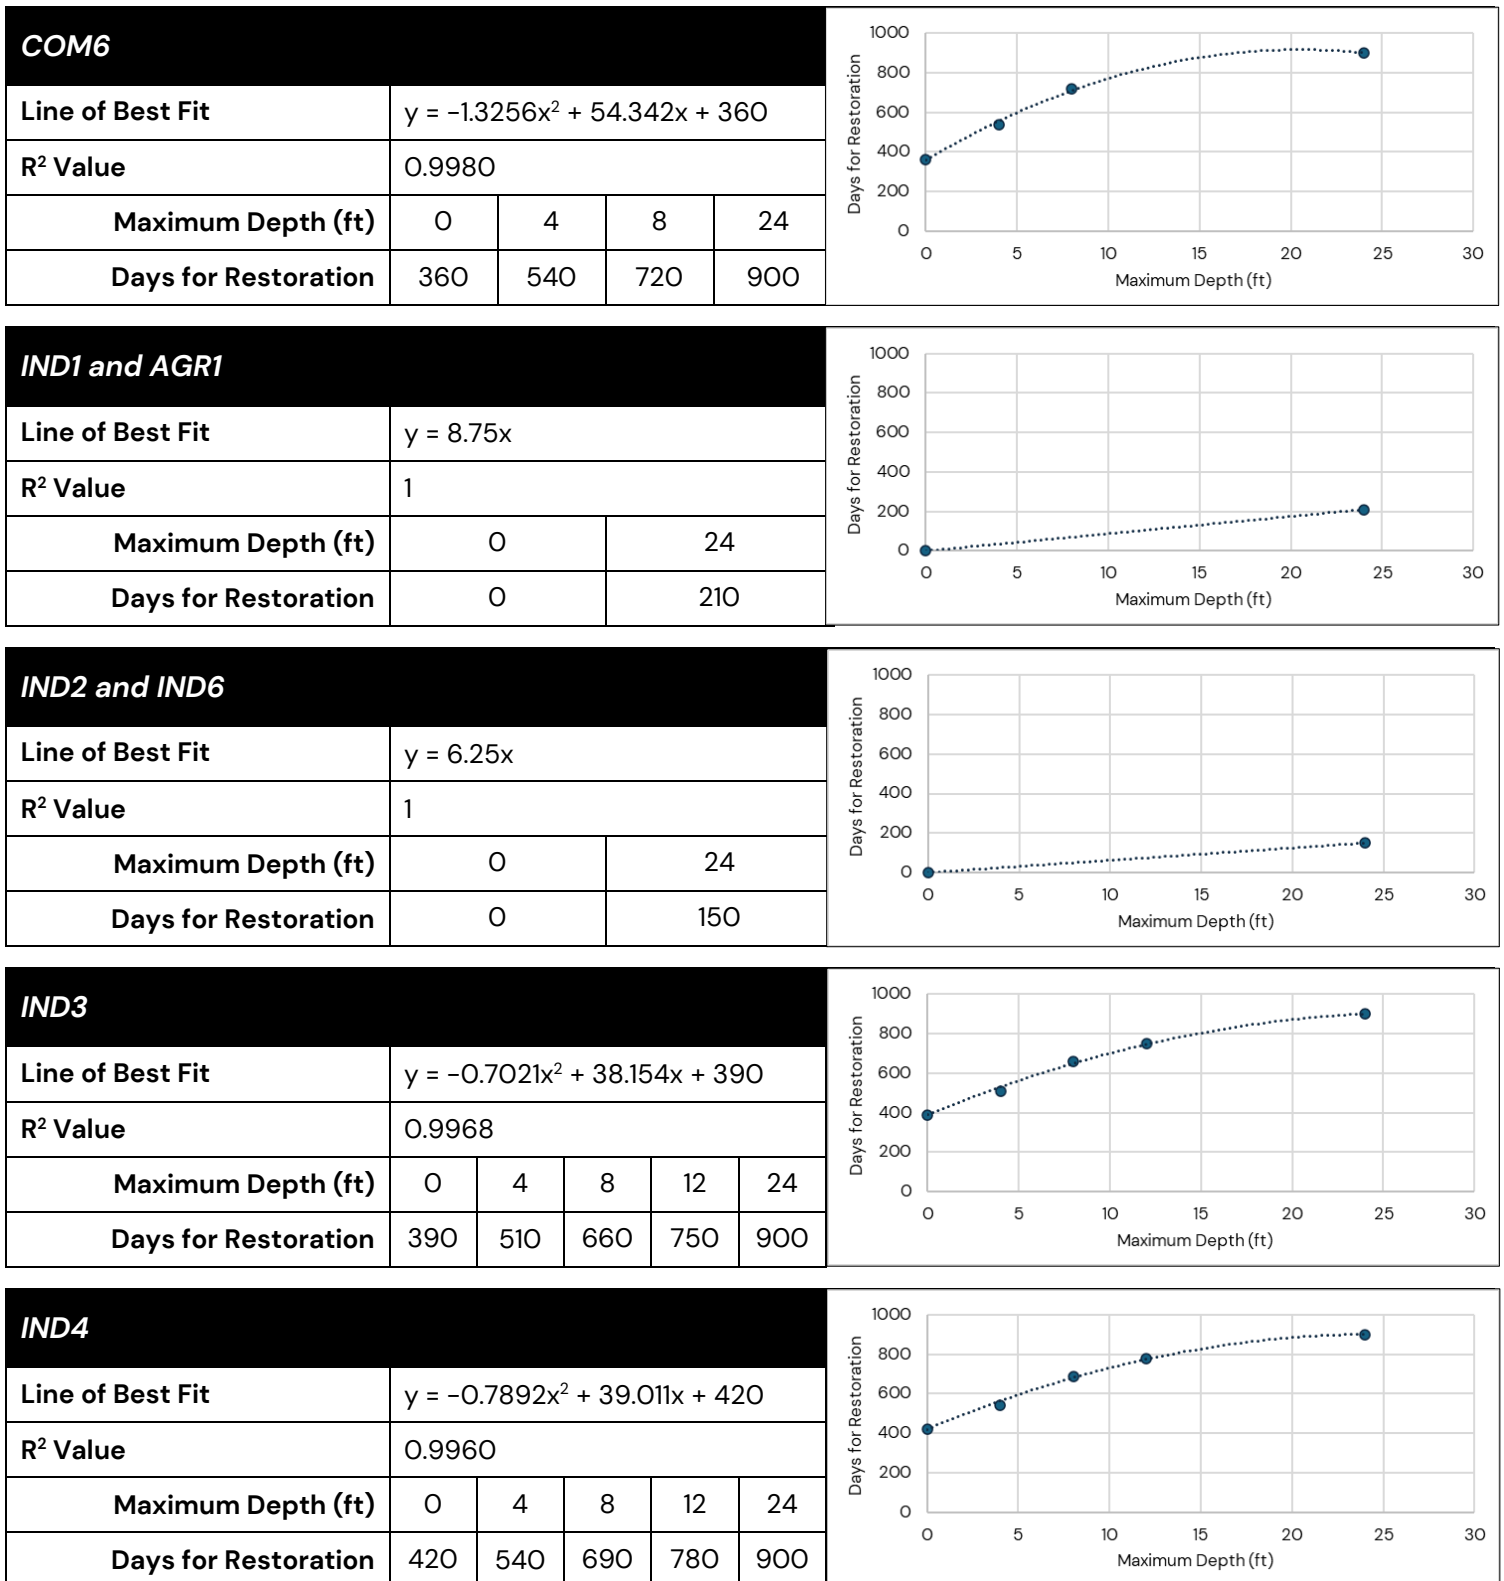 COM6
Line of Best Fit y = −1.3256x² + 54.342x + 360
R² Value 0.9980
Maximum Depth (ft) 0 4 8 24
Days for Restoration 360 540 720 900
1000
800
600
400
200
0
0 5 10 15 20 25 30
Days for Restoration
Maximum Depth (ft)
IND1 and AGR1
Line of Best Fit y = 8.75x
R² Value 1
Maximum Depth (ft) 0 24
Days for Restoration 0 210
1000
800
600
400
200
0
0 5 10 15 20 25 30
Days for Restoration
Maximum Depth (ft)
IND2 and IND6
Line of Best Fit y = 6.25x
R² Value 1
Maximum Depth (ft) 0 24
Days for Restoration 0 150
1000
800
600
400
200
0
0 5 10 15 20 25 30
Days for Restoration
Maximum Depth (ft)
IND3
Line of Best Fit y = −0.7021x² + 38.154x + 390
R² Value 0.9968
Maximum Depth (ft) 0 4 8 12 24
Days for Restoration 390 510 660 750 900
1000
800
600
400
200
0
0 5 10 15 20 25 30
Days for Restoration
Maximum Depth (ft)
IND4
Line of Best Fit y = −0.7892x² + 39.011x + 420
R² Value 0.9960
Maximum Depth (ft) 0 4 8 12 24
Days for Restoration 420 540 690 780 900
1000
800
600
400
200
0
0 5 10 15 20 25 30
Days for Restoration
Maximum Depth (ft)